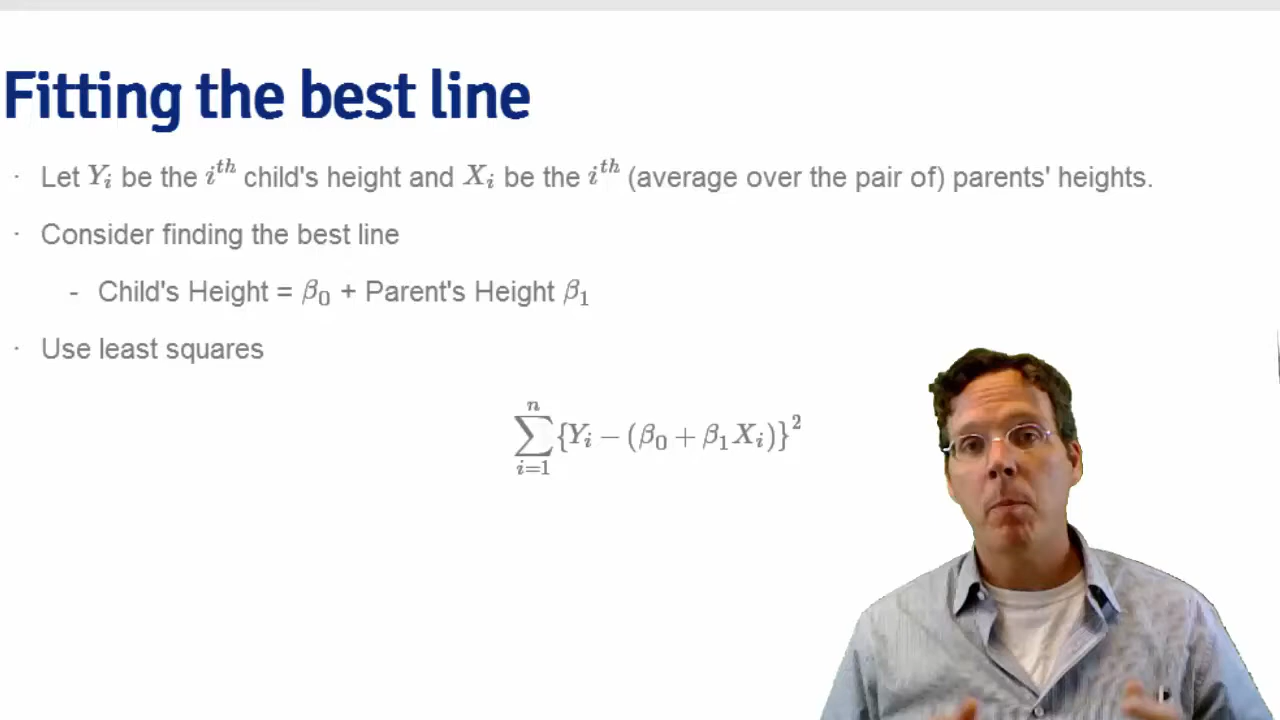 Fitting the best line
· Let Yᵢ be the iᵗʰ child's height and Xᵢ be the iᵗʰ (average over the pair of) parents' heights.
· Consider finding the best line
- Child's Height = β₀ + Parent's Height β₁
· Use least squares
∑ⁿᵢ₌₁ {Yᵢ − (β₀ + β₁Xᵢ)}²